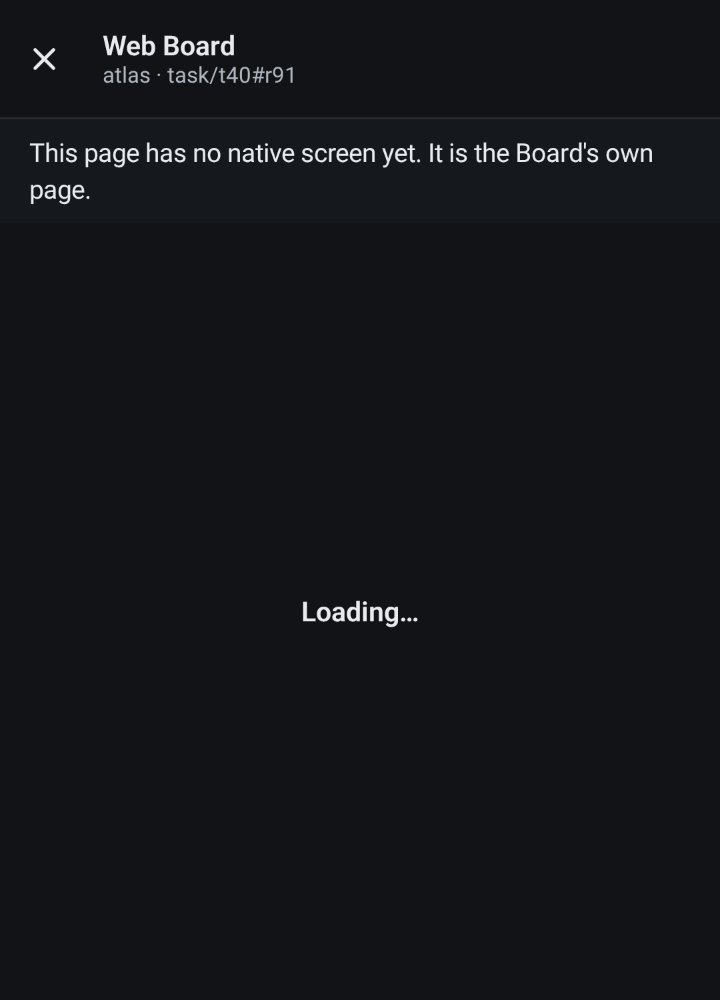 Web Board
atlas · task/t40#r91
This page has no native screen yet. It is the Board's own
page.
Loading…